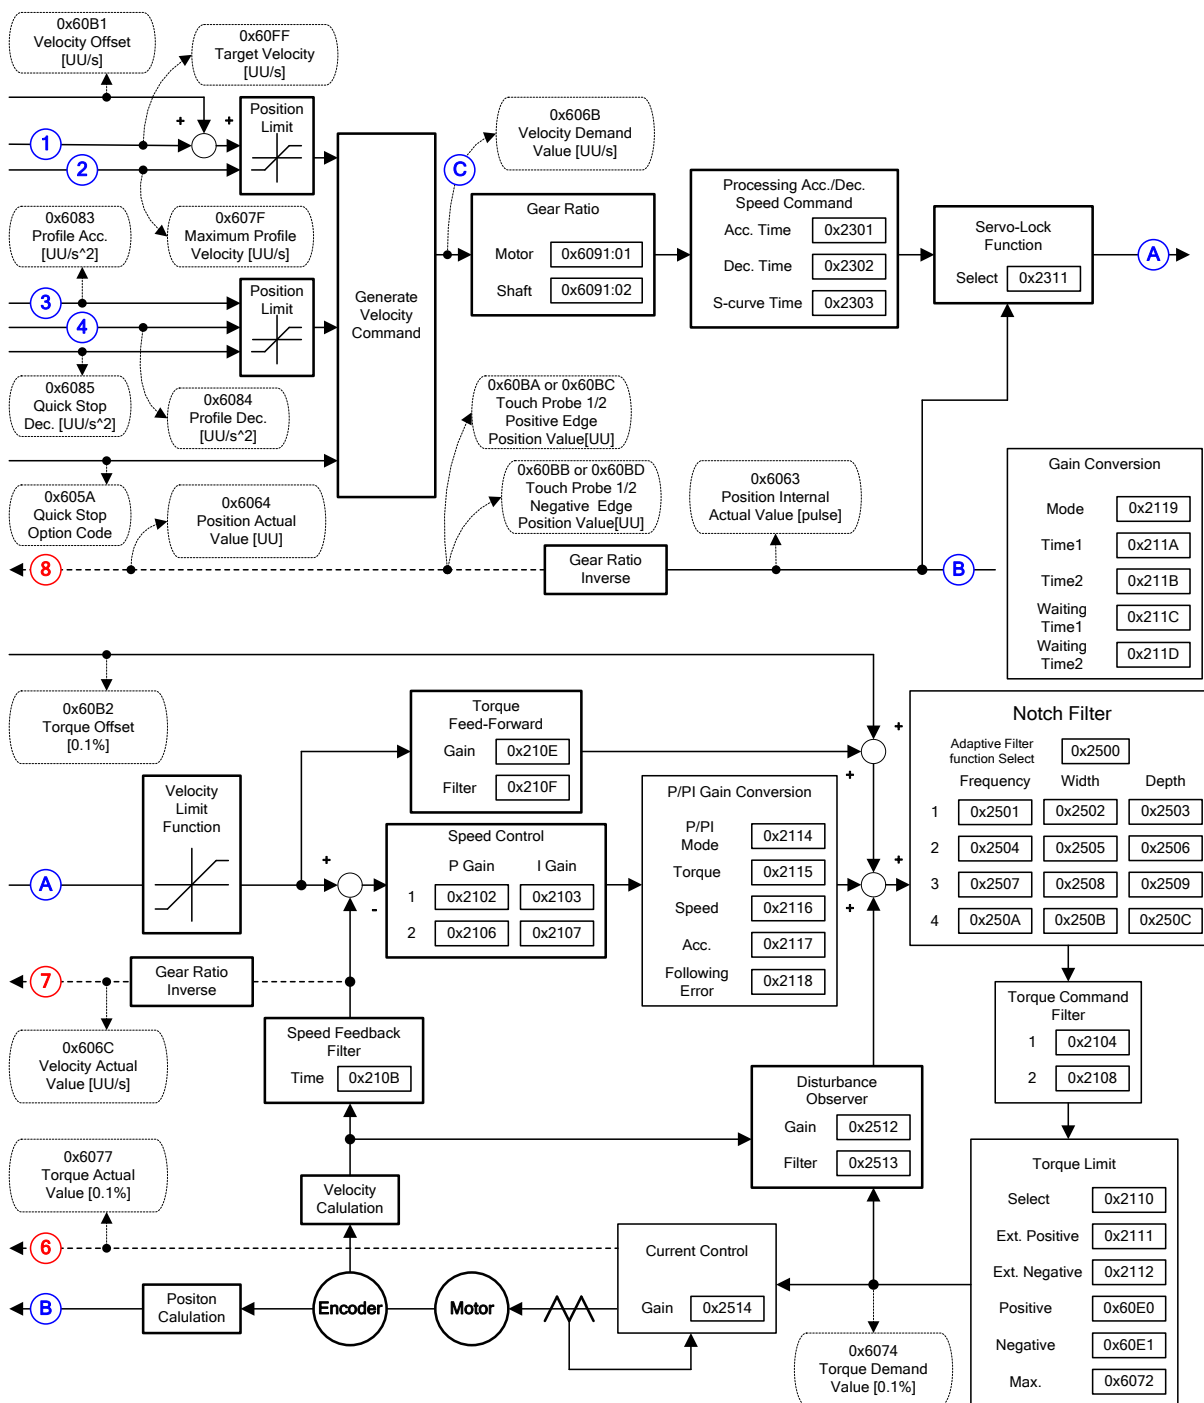 0x60B1
Velocity Offset
[UU/s]
0x60FF
Target Velocity
[UU/s]
+
+
1
2
Position
Limit
0x606B
Velocity Demand
Value [UU/s]
C
0x6083
Profile Acc.
[UU/s^2]
0x607F
Maximum Profile
Velocity [UU/s]
3
4
Position
Limit
Generate
Velocity
Command
Gear Ratio
Motor 0x6091:01
Shaft 0x6091:02
Processing Acc./Dec.
Speed Command
Acc. Time 0x2301
Dec. Time 0x2302
S-curve Time 0x2303
Servo-Lock
Function
Select 0x2311
A
0x6085
Quick Stop
Dec. [UU/s^2]
0x6084
Profile Dec.
[UU/s^2]
0x60BA or 0x60BC
Touch Probe 1/2
Positive Edge
Position Value[UU]
0x605A
Quick Stop
Option Code
0x6064
Position Actual
Value [UU]
0x60BB or 0x60BD
Touch Probe 1/2
Negative Edge
Position Value[UU]
0x6063
Position Internal
Actual Value [pulse]
8
Gear Ratio
Inverse
B
Gain Conversion
Mode 0x2119
Time1 0x211A
Time2 0x211B
Waiting
Time1 0x211C
Waiting
Time2 0x211D
0x60B2
Torque Offset
[0.1%]
Torque
Feed-Forward
Gain 0x210E
Filter 0x210F
+
+
Notch Filter
Adaptive Filter
function Select 0x2500
Frequency Width Depth
1 0x2501 0x2502 0x2503
2 0x2504 0x2505 0x2506
3 0x2507 0x2508 0x2509
4 0x250A 0x250B 0x250C
A
Velocity
Limit
Function
+
-
Speed Control
P Gain I Gain
1 0x2102 0x2103
2 0x2106 0x2107
P/PI Gain Conversion
P/PI
Mode 0x2114
Torque 0x2115
Speed 0x2116
Acc. 0x2117
Following
Error 0x2118
+
+
7
Gear Ratio
Inverse
0x606C
Velocity Actual
Value [UU/s]
Speed Feedback
Filter
Time 0x210B
Torque Command
Filter
1 0x2104
2 0x2108
Disturbance
Observer
Gain 0x2512
Filter 0x2513
0x6077
Torque Actual
Value [0.1%]
Velocity
Calulation
6
Current Control
Gain 0x2514
B
Positon
Calulation
Encoder
Motor
0x6074
Torque Demand
Value [0.1%]
Torque Limit
Select 0x2110
Ext. Positive 0x2111
Ext. Negative 0x2112
Positive 0x60E0
Negative 0x60E1
Max. 0x6072